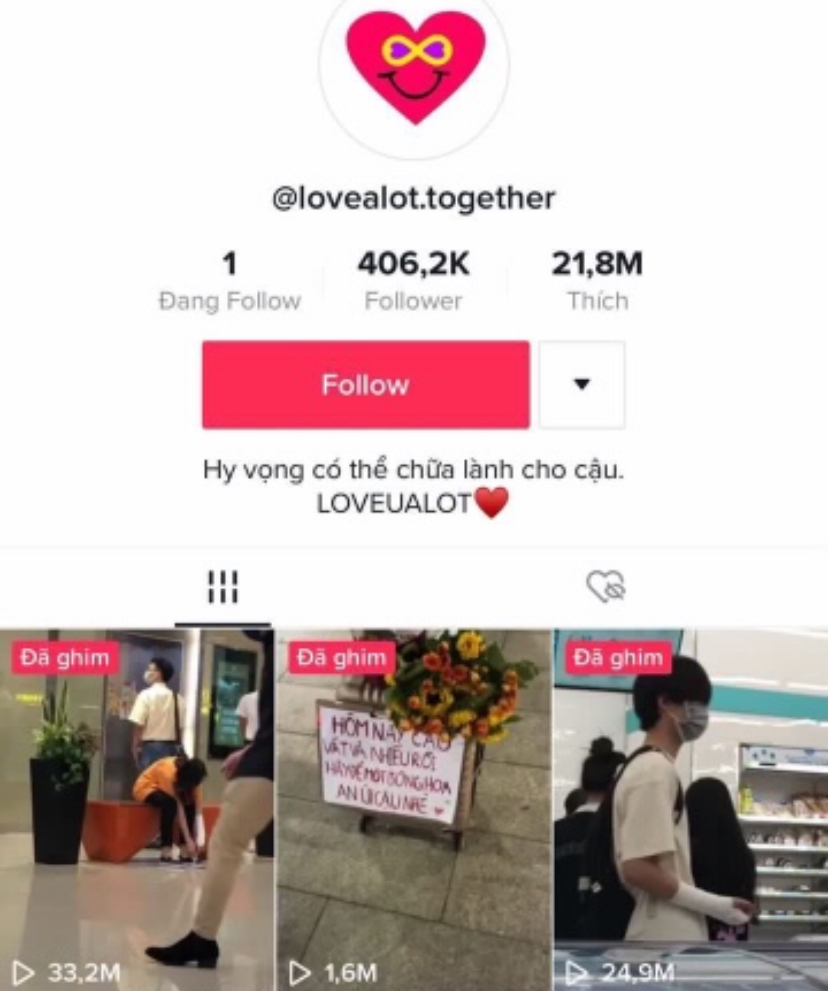 @lovealot.together
1
406,2K
21,8M
Đang Follow
Follower
Thích
Follow
Hy vọng có thể chữa lành cho cậu.
LOVEUALOT
Đã ghim
Đã ghim
Đã ghim
HÔM NAY CẬU
VẤT VẢ NHIỀU RỒI
HÃY ĐỂ MỘT BÔNG HOA
AN ỦI CẬU NHÉ
33,2M
1,6M
24,9M